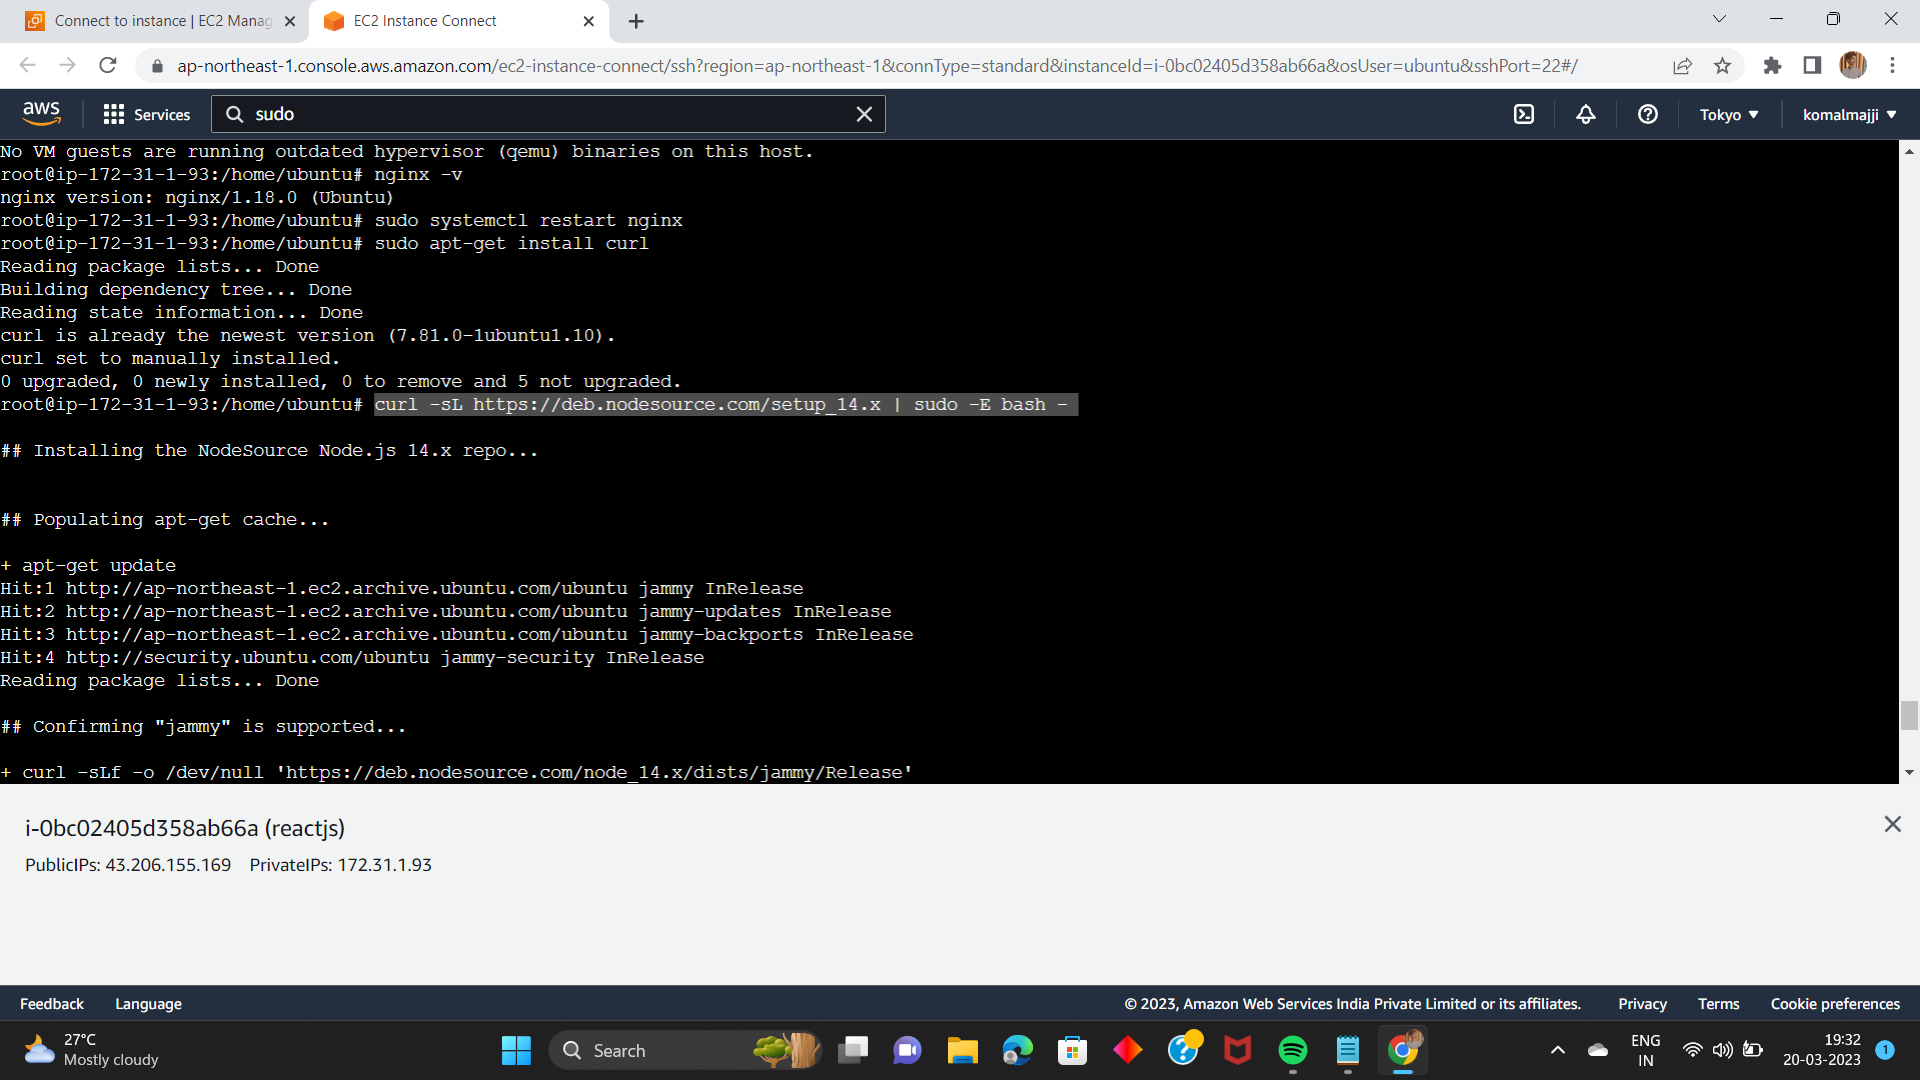 Connect to instance | EC2 Manag
EC2 Instance Connect
ap-northeast-1.console.aws.amazon.com/ec2-instance-connect/ssh?region=ap-northeast-1&connType=standard&instanceId=i-0bc02405d358ab66a&osUser=ubuntu&sshPort=22#/
aws
Services
sudo
Tokyo
komalmajji
No VM guests are running outdated hypervisor (qemu) binaries on this host.
root@ip-172-31-1-93:/home/ubuntu# nginx -v
nginx version: nginx/1.18.0 (Ubuntu)
root@ip-172-31-1-93:/home/ubuntu# sudo systemctl restart nginx
root@ip-172-31-1-93:/home/ubuntu# sudo apt-get install curl
Reading package lists... Done
Building dependency tree... Done
Reading state information... Done
curl is already the newest version (7.81.0-1ubuntu1.10).
curl set to manually installed.
0 upgraded, 0 newly installed, 0 to remove and 5 not upgraded.
root@ip-172-31-1-93:/home/ubuntu# curl -sL https://deb.nodesource.com/setup_14.x | sudo -E bash -
## Installing the NodeSource Node.js 14.x repo...
## Populating apt-get cache...
+ apt-get update
Hit:1 http://ap-northeast-1.ec2.archive.ubuntu.com/ubuntu jammy InRelease
Hit:2 http://ap-northeast-1.ec2.archive.ubuntu.com/ubuntu jammy-updates InRelease
Hit:3 http://ap-northeast-1.ec2.archive.ubuntu.com/ubuntu jammy-backports InRelease
Hit:4 http://security.ubuntu.com/ubuntu jammy-security InRelease
Reading package lists... Done
## Confirming "jammy" is supported...
+ curl -sLf -o /dev/null 'https://deb.nodesource.com/node_14.x/dists/jammy/Release'
i-0bc02405d358ab66a (reactjs)
PublicIPs: 43.206.155.169 PrivateIPs: 172.31.1.93
Feedback Language
© 2023, Amazon Web Services India Private Limited or its affiliates. Privacy Terms Cookie preferences
27°C
Mostly cloudy
Search
ENG
IN
19:32
20-03-2023
1